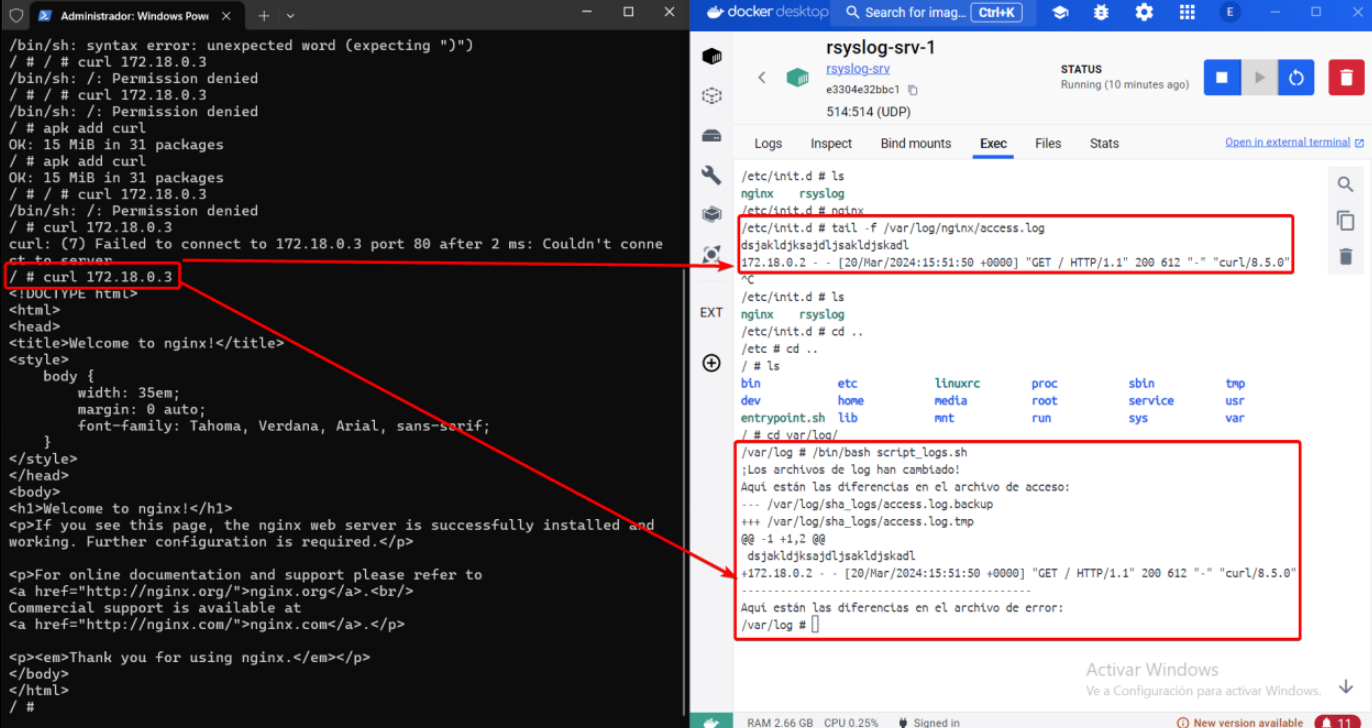 Administrador: Windows Powe
/bin/sh: syntax error: unexpected word (expecting ")")
/ # / # curl 172.18.0.3
/bin/sh: /: Permission denied
/ # / # curl 172.18.0.3
/bin/sh: /: Permission denied
/ # apk add curl
OK: 15 MiB in 31 packages
/ # apk add curl
OK: 15 MiB in 31 packages
/ # / # curl 172.18.0.3
/bin/sh: /: Permission denied
/ # curl 172.18.0.3
curl: (7) Failed to connect to 172.18.0.3 port 80 after 2 ms: Couldn't conne
ct to server
/ # curl 172.18.0.3
<!DOCTYPE html>
<html>
<head>
<title>Welcome to nginx!</title>
<style>
    body {
        width: 35em;
        margin: 0 auto;
        font-family: Tahoma, Verdana, Arial, sans-serif;
    }
</style>
</head>
<body>
<h1>Welcome to nginx!</h1>
<p>If you see this page, the nginx web server is successfully installed and
working. Further configuration is required.</p>
<p>For online documentation and support please refer to
<a href="http://nginx.org/">nginx.org</a>.<br/>
Commercial support is available at
<a href="http://nginx.com/">nginx.com</a>.</p>
<p><em>Thank you for using nginx.</em></p>
</body>
</html>
/ #
docker desktop
Search for imag... Ctrl+K
E
rsyslog-srv-1
rsyslog-srv
e3304e32bbc1
514:514 (UDP)
STATUS
Running (10 minutes ago)
Logs Inspect Bind mounts Exec Files Stats
Open in external terminal
EXT
/etc/init.d # ls
nginx rsyslog
/etc/init.d # nginx
/etc/init.d # tail -f /var/log/nginx/access.log
dsjakldjksajdljsakldjskadl
172.18.0.2 - - [20/Mar/2024:15:51:50 +0000] "GET / HTTP/1.1" 200 612 "-" "curl/8.5.0"
^C
/etc/init.d # ls
nginx rsyslog
/etc/init.d # cd ..
/etc # cd ..
/ # ls
bin etc linuxrc proc sbin tmp
dev home media root service usr
entrypoint.sh lib mnt run sys var
/ # cd var/log/
/var/log # /bin/bash script_logs.sh
¡Los archivos de log han cambiado!
Aquí están las diferencias en el archivo de acceso:
--- /var/log/sha_logs/access.log.backup
+++ /var/log/sha_logs/access.log.tmp
@@ -1 +1,2 @@
 dsjakldjksajdljsakldjskadl
+172.18.0.2 - - [20/Mar/2024:15:51:50 +0000] "GET / HTTP/1.1" 200 612 "-" "curl/8.5.0"
--------------------------------------------
Aquí están las diferencias en el archivo de error:
/var/log #
Activar Windows
Ve a Configuración para activar Windows.
RAM 2.66 GB CPU 0.25% Signed in
New version available
11